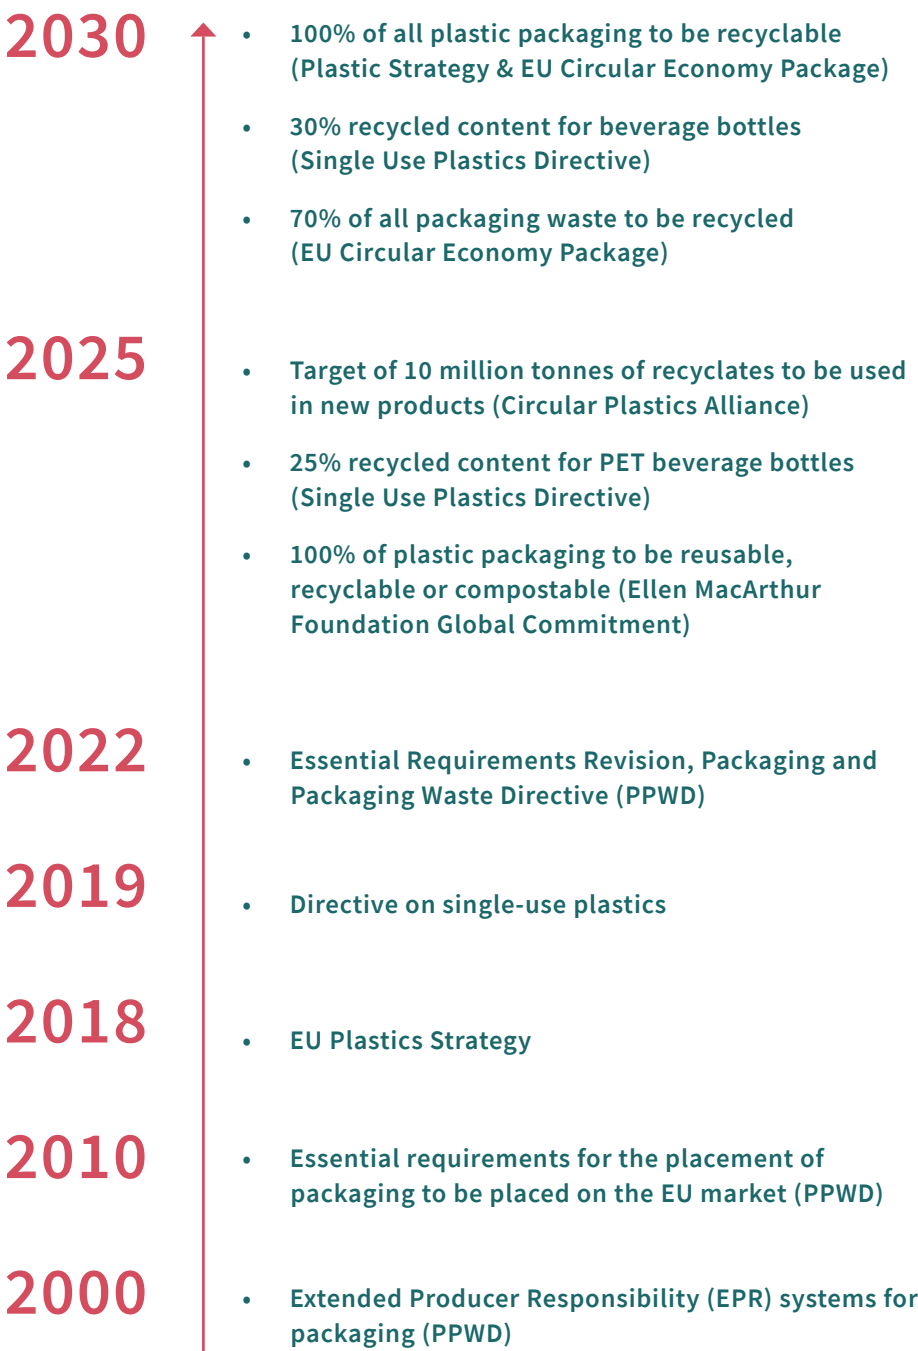 2030
• 100% of all plastic packaging to be recyclable
(Plastic Strategy & EU Circular Economy Package)
• 30% recycled content for beverage bottles
(Single Use Plastics Directive)
• 70% of all packaging waste to be recycled
(EU Circular Economy Package)
2025
• Target of 10 million tonnes of recyclates to be used
in new products (Circular Plastics Alliance)
• 25% recycled content for PET beverage bottles
(Single Use Plastics Directive)
• 100% of plastic packaging to be reusable,
recyclable or compostable (Ellen MacArthur
Foundation Global Commitment)
2022
• Essential Requirements Revision, Packaging and
Packaging Waste Directive (PPWD)
2019
• Directive on single-use plastics
2018
• EU Plastics Strategy
2010
• Essential requirements for the placement of
packaging to be placed on the EU market (PPWD)
2000
• Extended Producer Responsibility (EPR) systems for
packaging (PPWD)